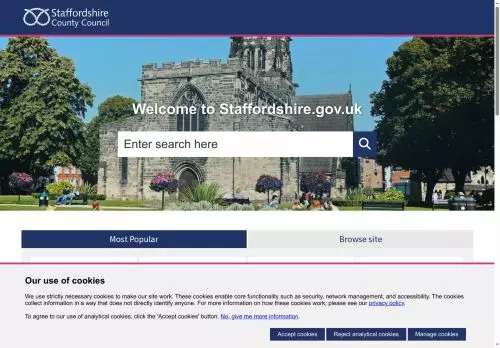 Staffordshire
County Council
Welcome to Staffordshire.gov.uk
Enter search here
Most Popular
Browse site
Our use of cookies
We use strictly necessary cookies to make our site work. These cookies enable core functionality such as security, network management, and accessibility. The cookies
collect information in a way that does not directly identify anyone. For more information on how these cookies work, please see our privacy policy.
To agree to our use of analytical cookies, click the 'Accept cookies' button. No, give me more information.
Accept cookies
Reject analytical cookies
Manage cookies